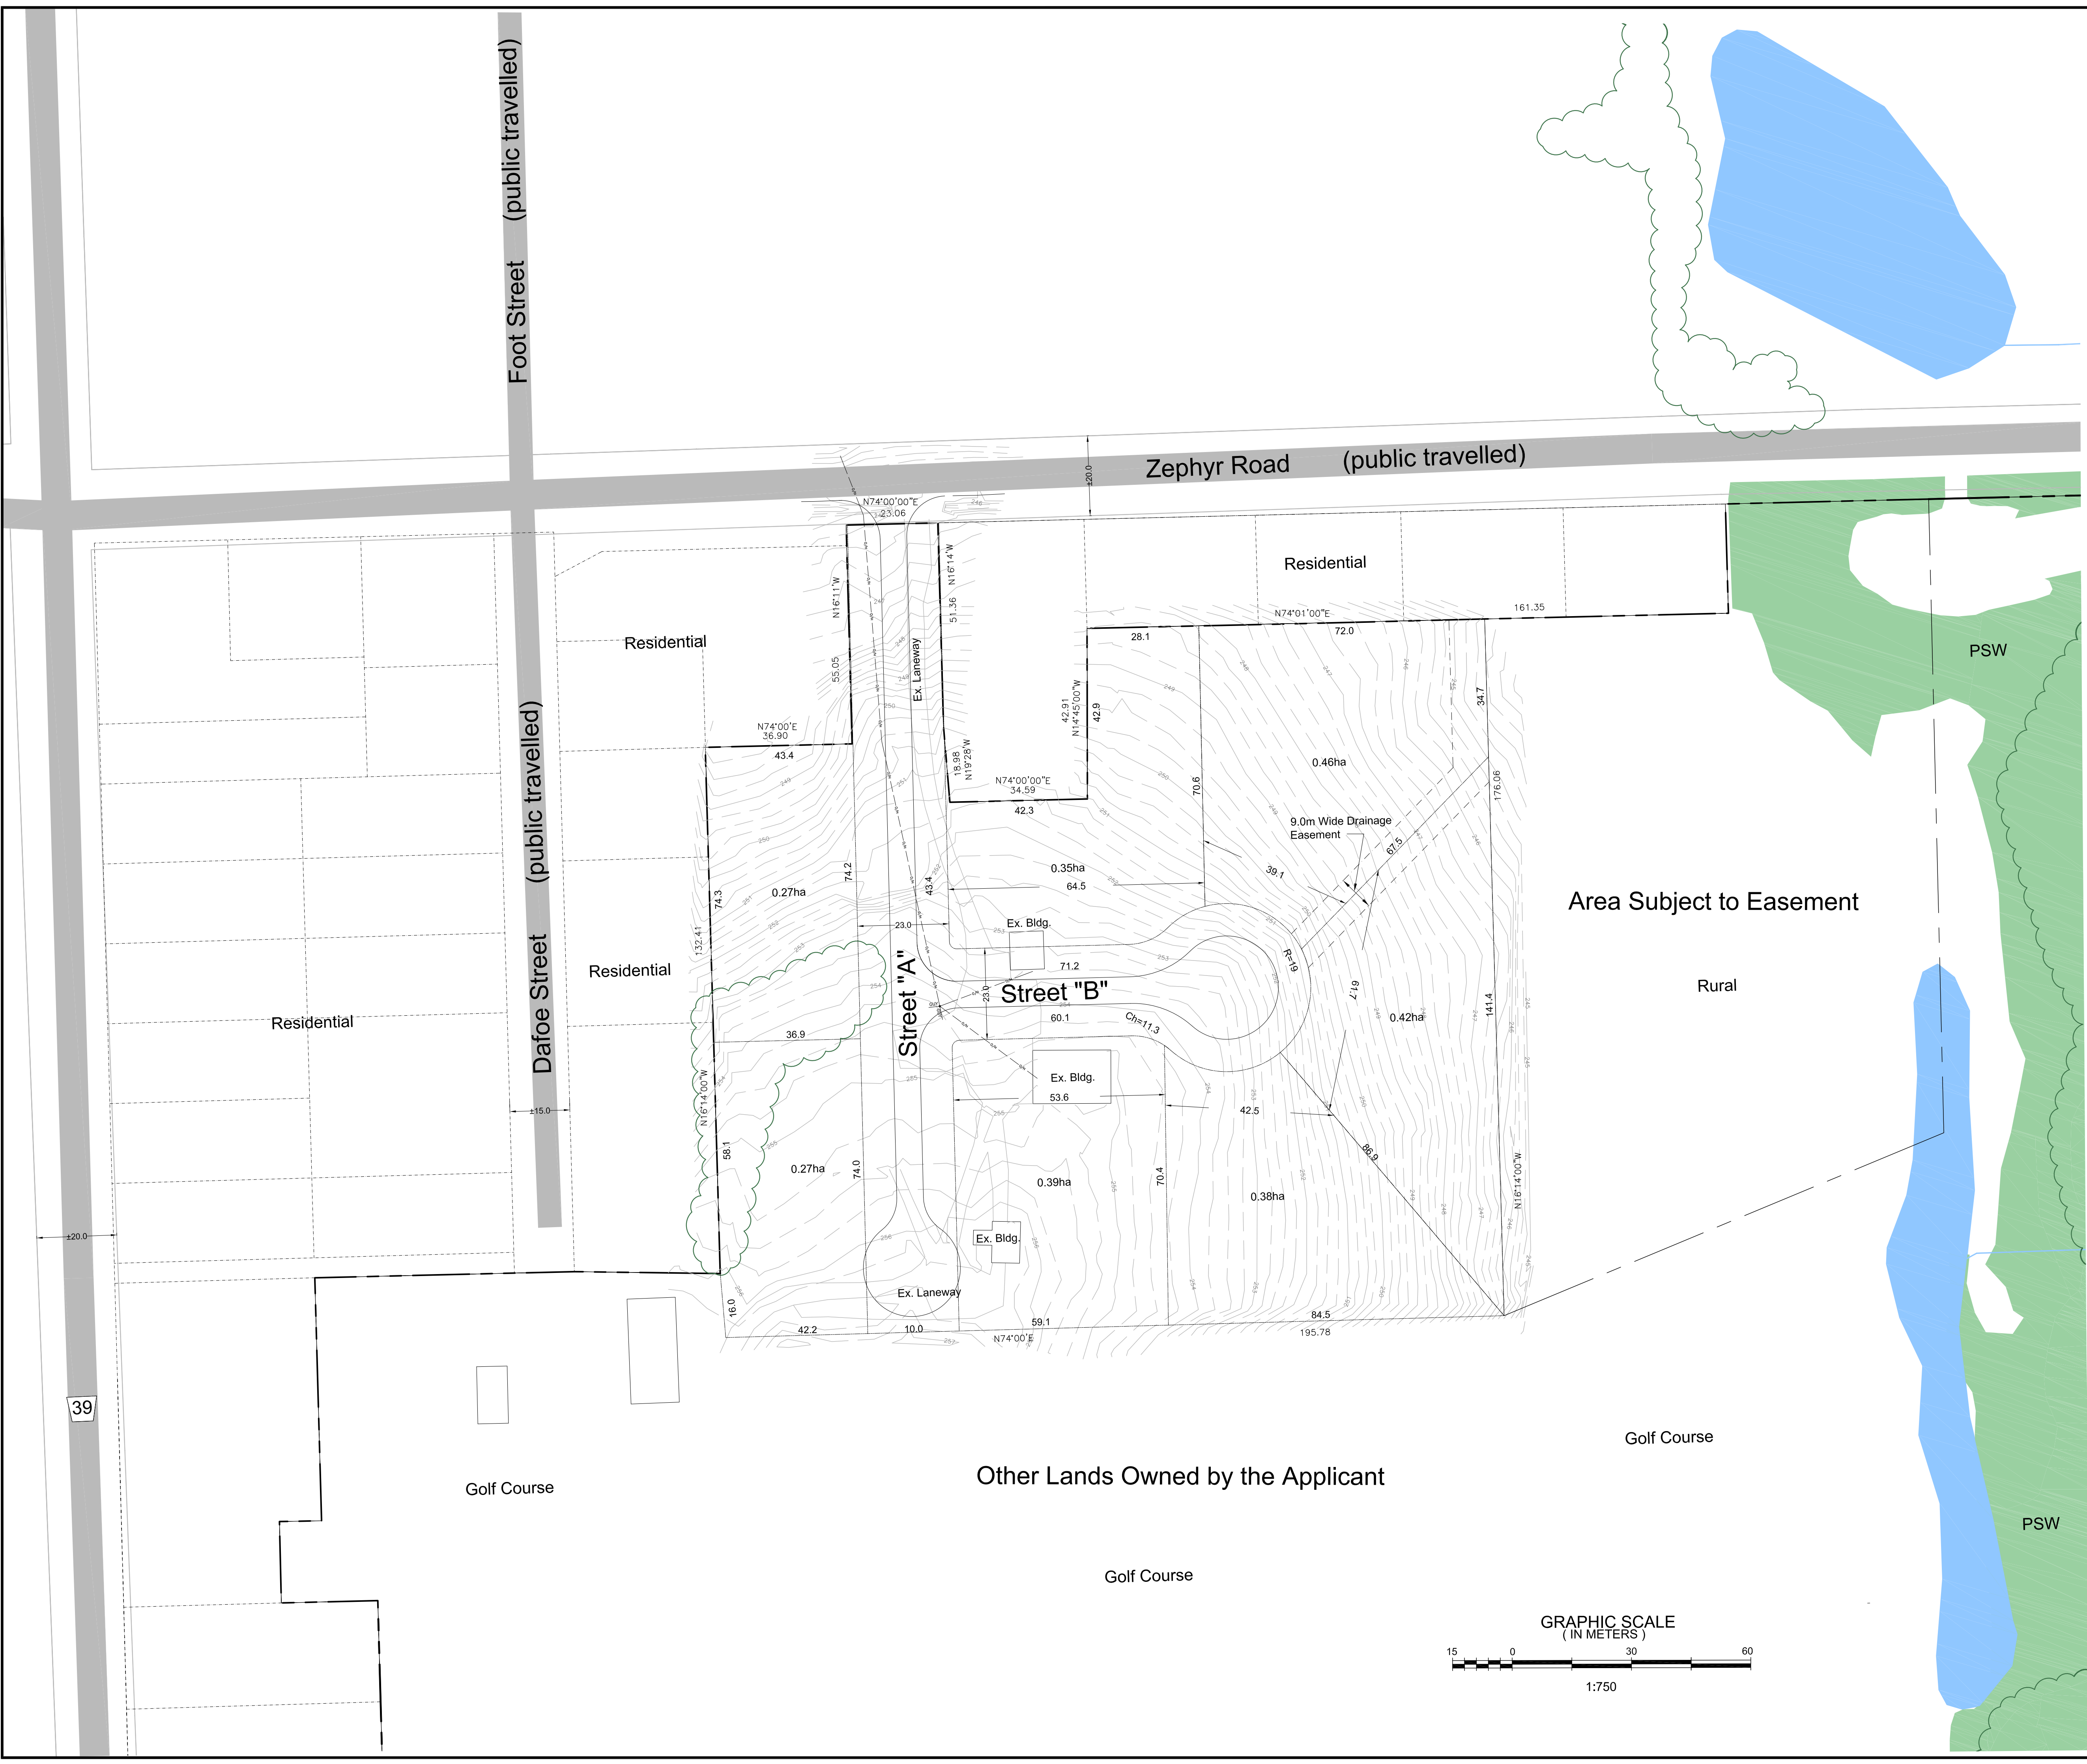 Foot Street (public travelled)
Zephyr Road (public travelled)
±20.0
N74°00'00"E
23.06
246
N16°11'W
55.05
N16°14'W
51.36
Ex. Laneway
247
248
249
250
251
Residential
Residential
N74°01'00"E
161.35
28.1
72.0
PSW
N74°00'E
36.90
43.4
18.98
N19°28'W
42.91
N14°45'00"W
42.9
34.7
N74°00'00"E
34.59
42.3
70.6
0.46ha
176.06
9.0m Wide Drainage
Easement
67.5
39.1
Dafoe Street (public travelled)
74.3
132.41
0.27ha
74.2
43.4
0.35ha
64.5
Area Subject to Easement
Rural
23.0
Ex. Bldg.
71.2
Street "A"
Street "B"
23.0
60.1
Ch=11.3
R=19
61.7
0.42ha
141.4
Residential
Residential
36.9
±15.0
N16°14'00"W
58.1
Ex. Bldg.
53.6
42.5
86.9
0.27ha
74.0
0.39ha
70.4
0.38ha
N16°14'00"W
±20.0
Ex. Bldg.
Ex. Laneway
16.0
42.2
10.0
59.1
84.5
N74°00'E
195.78
39
Golf Course
Other Lands Owned by the Applicant
Golf Course
Golf Course
PSW
GRAPHIC SCALE
( IN METERS )
15 0 30 60
1:750